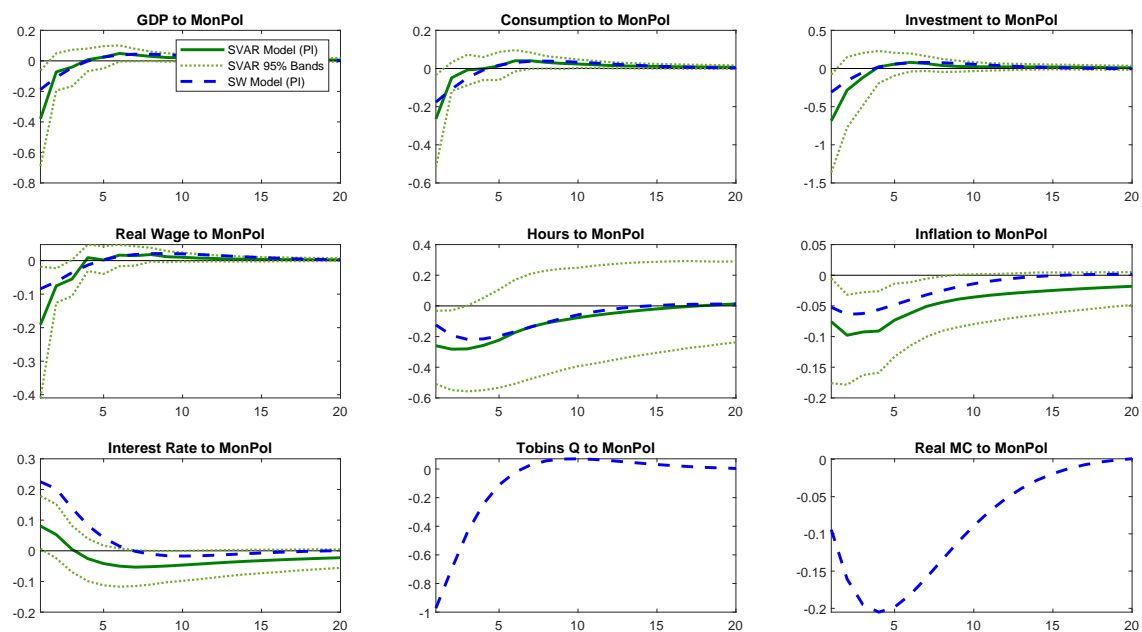 GDP to MonPol
0.2
0
-0.2
-0.4
-0.6
-0.8
5 10 15 20
SVAR Model (PI)
SVAR 95% Bands
SW Model (PI)
Consumption to MonPol
0.2
0
-0.2
-0.4
-0.6
5 10 15 20
Investment to MonPol
0.5
0
-0.5
-1
-1.5
5 10 15 20
Real Wage to MonPol
0
-0.1
-0.2
-0.3
-0.4
5 10 15 20
Hours to MonPol
0.4
0.2
0
-0.2
-0.4
-0.6
5 10 15 20
Inflation to MonPol
0.05
0
-0.05
-0.1
-0.15
-0.2
5 10 15 20
Interest Rate to MonPol
0.3
0.2
0.1
0
-0.1
-0.2
5 10 15 20
Tobins Q to MonPol
0
-0.2
-0.4
-0.6
-0.8
-1
5 10 15 20
Real MC to MonPol
0
-0.05
-0.1
-0.15
-0.2
5 10 15 20